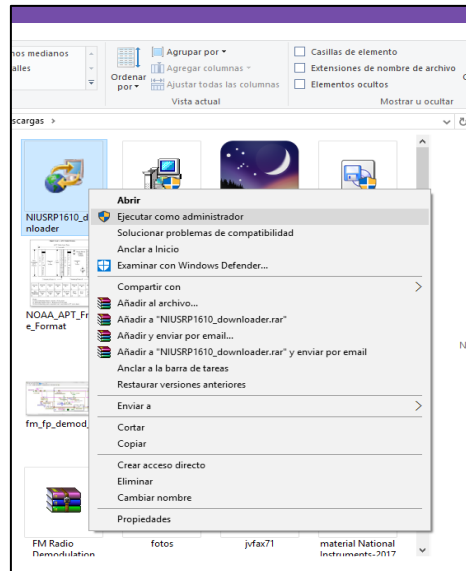 nos medianos
alles
Ordenar
por
Agrupar por
Agregar columnas
Ajustar todas las columnas
Vista actual
Casillas de elemento
Extensiones de nombre de archivo
Elementos ocultos
Mostrar u ocultar
scargas >
NIUSRP1610_d
nloader
NOAA_APT_Fr
e_Format
fm_fp_demod_
Abrir
Ejecutar como administrador
Solucionar problemas de compatibilidad
Anclar a Inicio
Examinar con Windows Defender...
Compartir con
Añadir al archivo...
Añadir a "NIUSRP1610_downloader.rar"
Añadir y enviar por email...
Añadir a "NIUSRP1610_downloader.rar" y enviar por email
Anclar a la barra de tareas
Restaurar versiones anteriores
Enviar a
Cortar
Copiar
Crear acceso directo
Eliminar
Cambiar nombre
Propiedades
N
FM Radio
Demodulation
fotos
jvfax71
material National
Instruments-2017